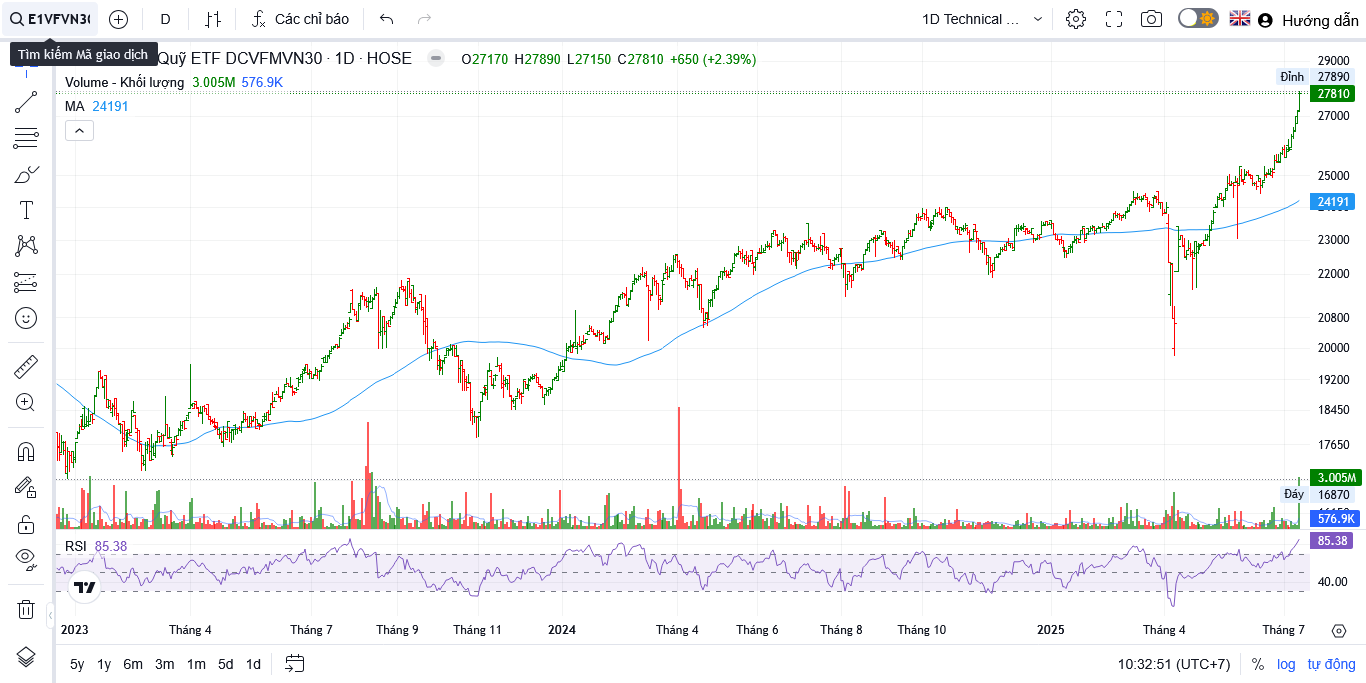 E1VFVN30 D Các chỉ báo 1D Technical ... Hướng dẫn
Tìm kiếm Mã giao dịch
Quỹ ETF DCVFMVN30 · 1D · HOSE O27170 H27890 L27150 C27810 +650 (+2.39%)
Volume - Khối lượng 3.005M 576.9K
MA 24191
29000
Đỉnh 27890
27810
27000
25000
24191
23000
22000
20800
20000
19200
18450
17650
3.005M
Đáy 16870
576.9K
RSI 85.38
85.38
40.00
2023 Tháng 4 Tháng 7 Tháng 9 Tháng 11 2024 Tháng 4 Tháng 6 Tháng 8 Tháng 10 2025 Tháng 4 Tháng 7
5y 1y 6m 3m 1m 5d 1d 10:32:51 (UTC+7) % log tự động